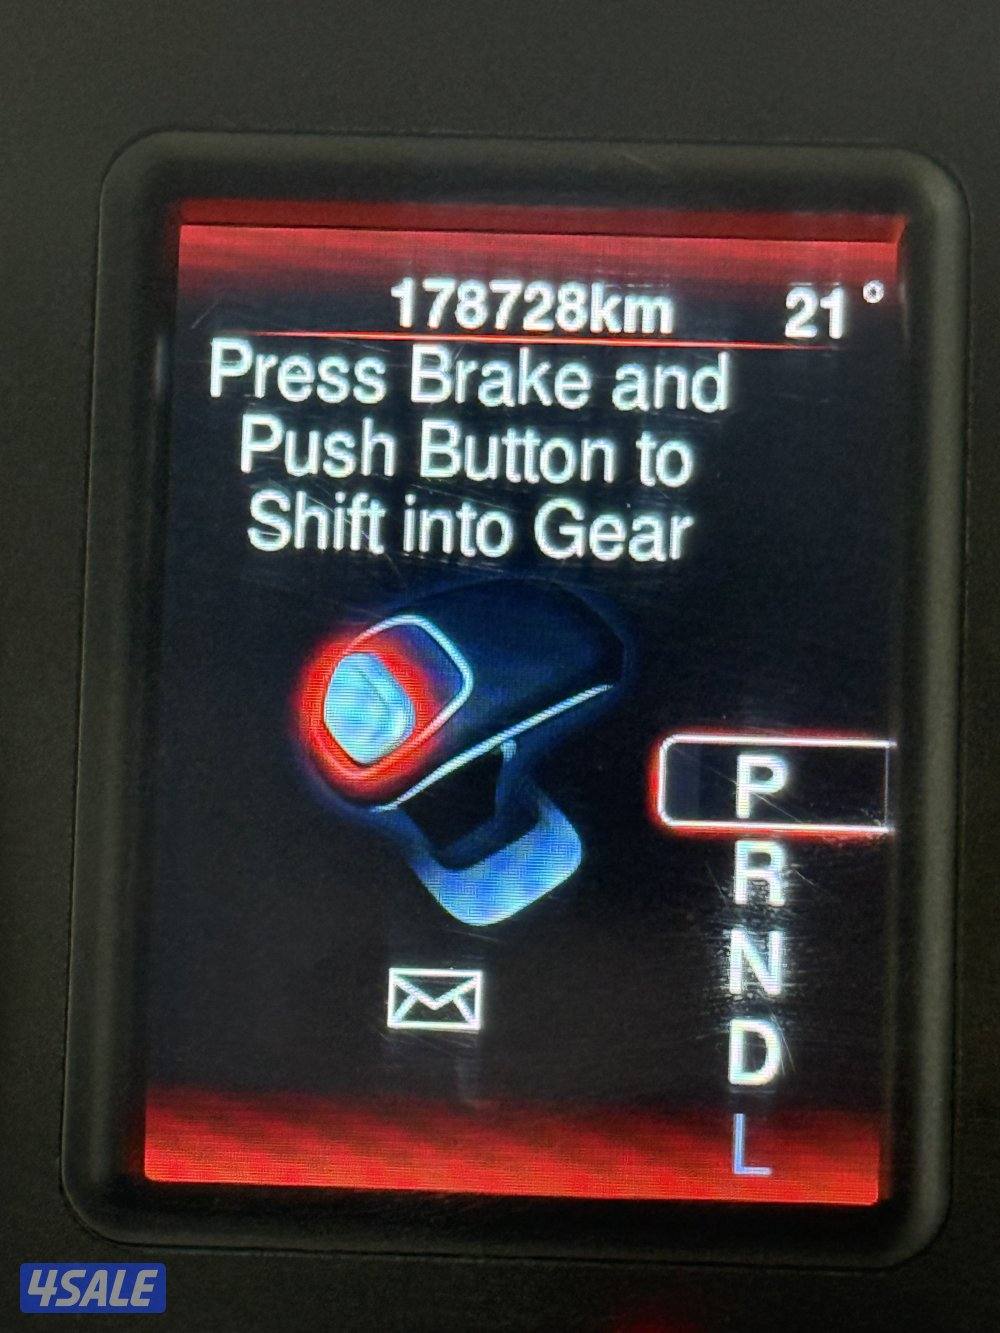 178728km 21°
Press Brake and
Push Button to
Shift into Gear
P
R
N
D
L
4SALE